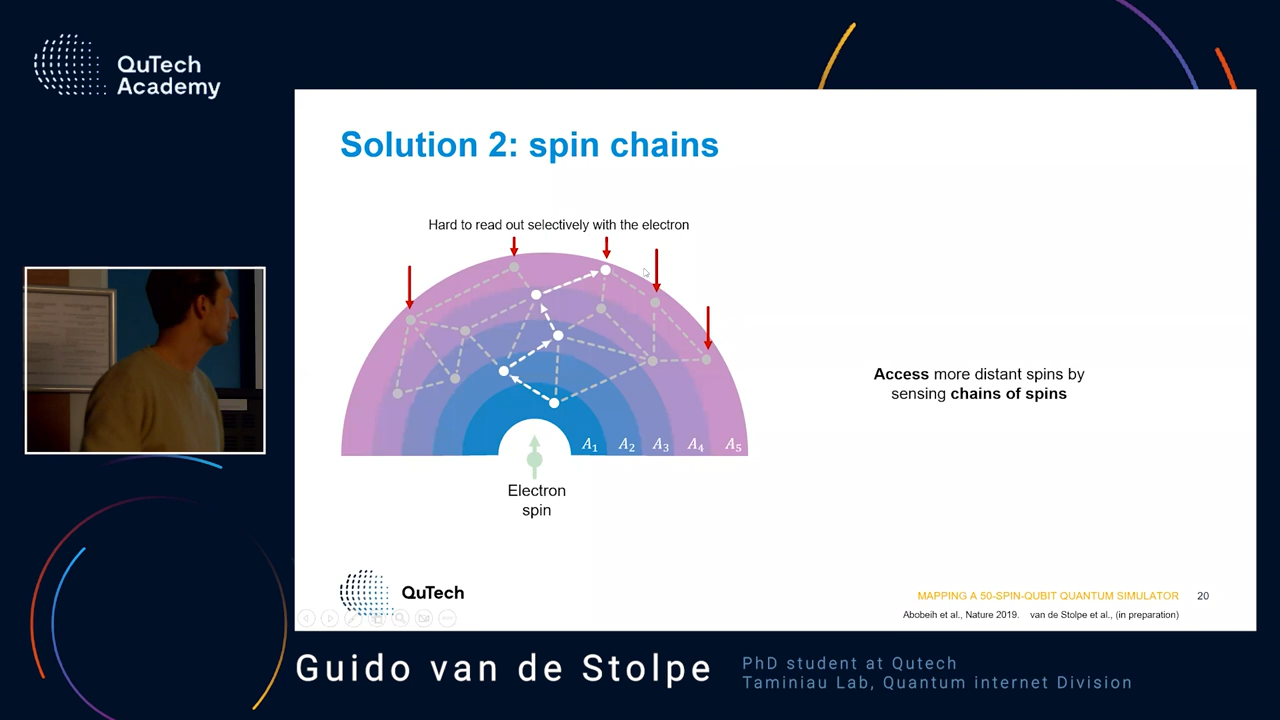 QuTech
Academy
Solution 2: spin chains
Hard to read out selectively with the electron
A₁ A₂ A₃ A₄ A₅
Electron
spin
Access more distant spins by
sensing chains of spins
QuTech
MAPPING A 50-SPIN-QUBIT QUANTUM SIMULATOR 20
Abobeih et al., Nature 2019. van de Stolpe et al., (in preparation)
Guido van de Stolpe
PhD student at Qutech
Taminiau Lab, Quantum internet Division